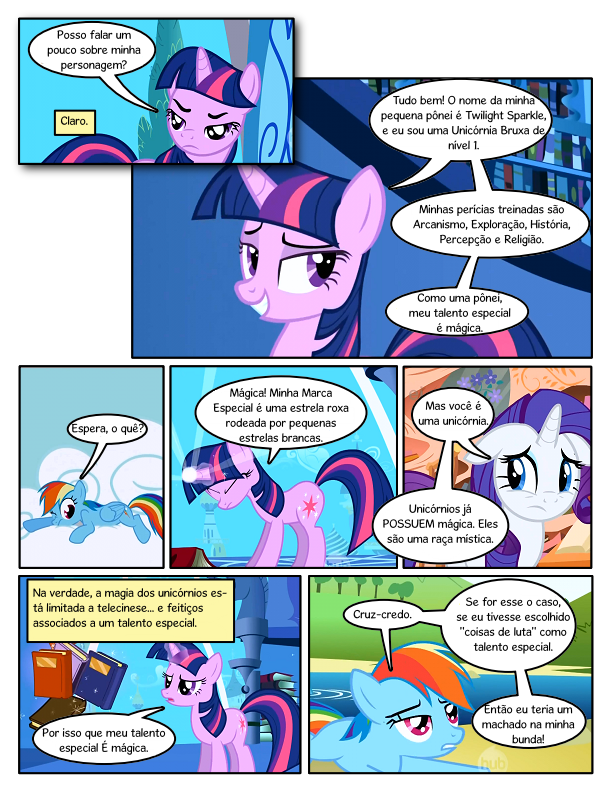 Posso falar um
pouco sobre minha
personagem?
Claro.
Tudo bem! O nome da minha
pequena pônei é Twilight Sparkle,
e eu sou uma Unicórnia Bruxa de
nível 1.
Minhas perícias treinadas são
Arcanismo, Exploração, História,
Percepção e Religião.
Como uma pônei,
meu talento especial
é mágica.
Espera, o quê?
Mágica! Minha Marca
Especial é uma estrela roxa
rodeada por pequenas
estrelas brancas.
Mas você é
uma unicórnia.
Unicórnios já
POSSUEM mágica. Eles
são uma raça mística.
Na verdade, a magia dos unicórnios es-
tá limitada a telecinese... e feitiços
associados a um talento especial.
Por isso que meu talento
especial É mágica.
Cruz-credo.
Se for esse o caso,
se eu tivesse escolhido
"coisas de luta" como
talento especial.
Então eu teria um
machado na minha
bunda!
hub